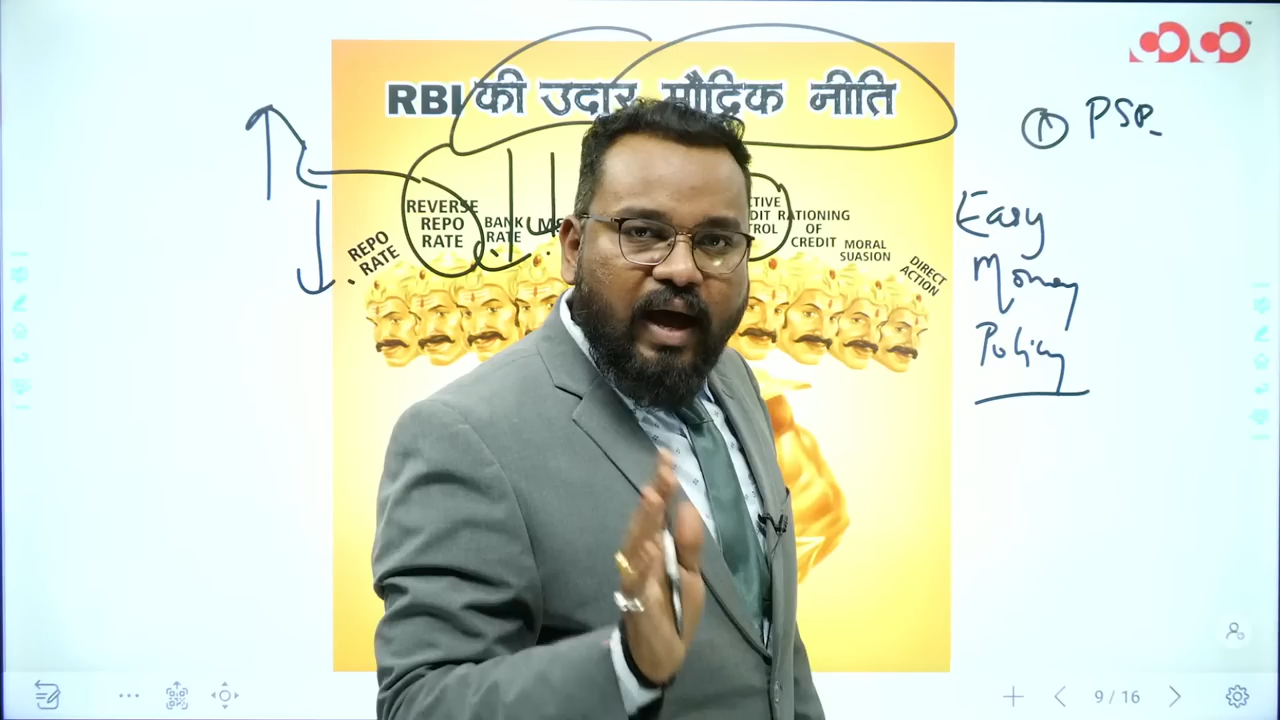 RBI की उदार मौद्रिक नीति
PSP
REPO
RATE
REVERSE
REPO
RATE
BANK
RATE
RATIONING
OF
CREDIT
MORAL
SUASION
DIRECT
ACTION
Easy
Money
Policy
9 / 16